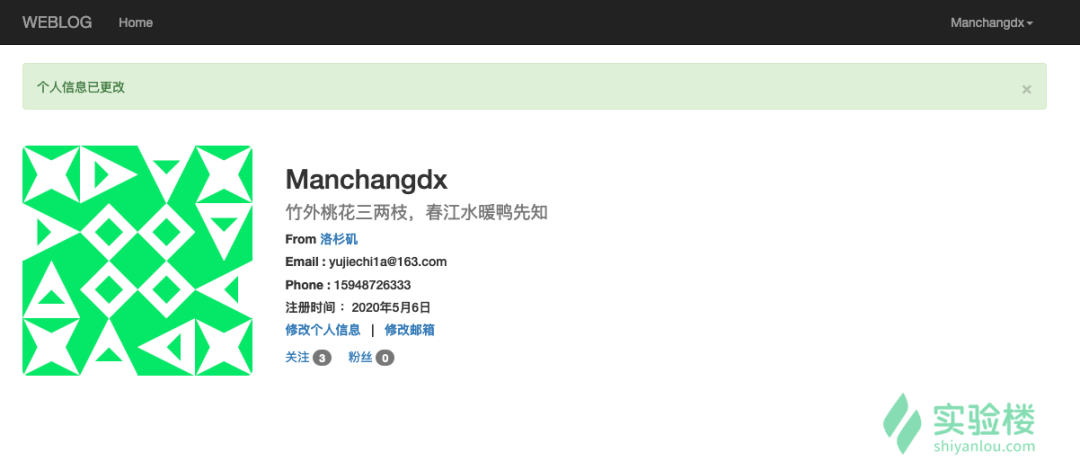 WEBLOG Home Manchangdx
个人信息已更改 ×
Manchangdx
竹外桃花三两枝，春江水暖鸭先知
From 洛杉矶
Email : yujiechi1a@163.com
Phone : 15948726333
注册时间： 2020年5月6日
修改个人信息 | 修改邮箱
关注 3 粉丝 0
实验楼
shiyanlou.com